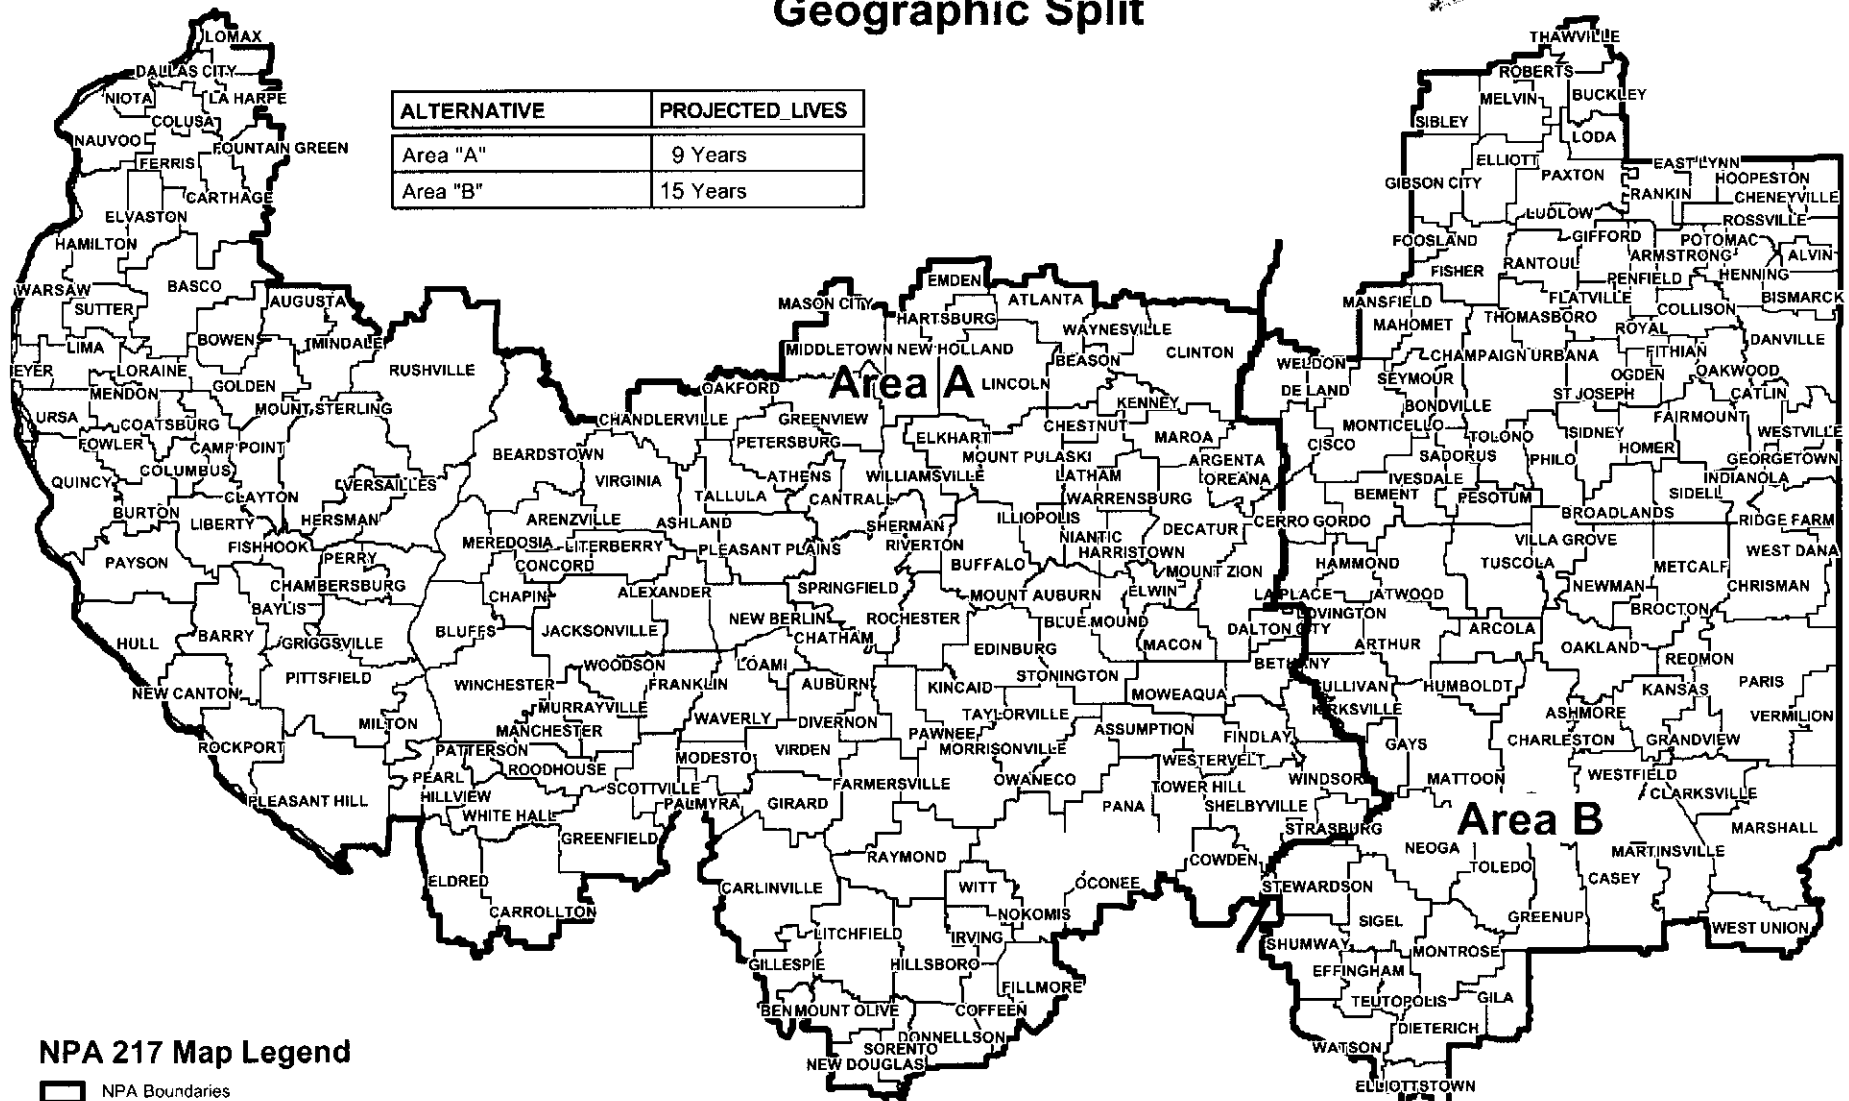 Geographic Split
ALTERNATIVE PROJECTED_LIVES
Area "A" 9 Years
Area "B" 15 Years
LOMAX
DALLAS CITY
NIOTA
LA HARPE
COLUSA
NAUVOO
FOUNTAIN GREEN
FERRIS
CARTHAGE
ELVASTON
HAMILTON
WARSAW
BASCO
SUTTER
AUGUSTA
LIMA
BOWEN
MINDALE
EYER
LORAINE
MENDON
GOLDEN
RUSHVILLE
URSA
COATSBURG
MOUNT STERLING
FOWLER
CAMP POINT
COLUMBUS
QUINCY
CLAYTON
VERSAILLES
BURTON
LIBERTY
HERSMAN
FISHHOOK
PERRY
PAYSON
CHAMBERSBURG
BAYLIS
HULL
BARRY
GRIGGSVILLE
PITTSFIELD
NEW CANTON
MILTON
ROCKPORT
PLEASANT HILL
MASON CITY
EMDEN
ATLANTA
HARTSBURG
WAYNESVILLE
MIDDLETOWN
NEW HOLLAND
BEASON
CLINTON
Area A
OAKFORD
LINCOLN
CHANDLERVILLE
GREENVIEW
KENNEY
PETERSBURG
ELKHART
CHESTNUT
MAROA
BEARDSTOWN
MOUNT PULASKI
ARGENTA
VIRGINIA
ATHENS
WILLIAMSVILLE
LATHAM
OREANA
TALLULA
CANTRALL
WARRENSBURG
ARENZVILLE
ASHLAND
SHERMAN
ILLIOPOLIS
DECATUR
CERRO GORDO
MEREDOSIA
LITERBERRY
PLEASANT PLAINS
RIVERTON
NIANTIC
HARRISTOWN
CONCORD
BUFFALO
MOUNT ZION
CHAPIN
ALEXANDER
SPRINGFIELD
MOUNT AUBURN
ELWIN
LA PLACE
NEW BERLIN
ROCHESTER
BLUE MOUND
DALTON CITY
BLUFFS
JACKSONVILLE
CHATHAM
EDINBURG
MACON
WOODSON
LOAMI
BETHANY
WINCHESTER
FRANKLIN
AUBURN
KINCAID
STONINGTON
MOWEAQUA
MURRAYVILLE
WAVERLY
DIVERNON
TAYLORVILLE
ASSUMPTION
FINDLAY
MANCHESTER
PAWNEE
MORRISONVILLE
PATTERSON
MODESTO
VIRDEN
WESTERVELT
PEARL
ROODHOUSE
SCOTTVILLE
FARMERSVILLE
OWANECO
TOWER HILL
WINDSOR
HILLVIEW
PALMYRA
GIRARD
PANA
SHELBYVILLE
WHITE HALL
STRASBURG
GREENFIELD
RAYMOND
COWDEN
ELDRED
CARLINVILLE
WITT
OCONEE
STEWARDSON
CARROLLTON
NOKOMIS
LITCHFIELD
IRVING
GILLESPIE
HILLSBORO
FILLMORE
BEN
MOUNT OLIVE
COFFEEN
DONNELLSON
SORENTO
NEW DOUGLAS
THAWVILLE
ROBERTS
MELVIN
BUCKLEY
SIBLEY
LODA
ELLIOTT
EAST LYNN
PAXTON
HOOPESTON
GIBSON CITY
RANKIN
CHENEYVILLE
LUDLOW
ROSSVILLE
FOOSLAND
GIFFORD
POTOMAC
FISHER
RANTOUL
ARMSTRONG
ALVIN
PENFIELD
HENNING
MANSFIELD
FLATVILLE
COLLISON
BISMARCK
MAHOMET
THOMASBORO
ROYAL
DANVILLE
WELDON
CHAMPAIGN URBANA
FITHIAN
SEYMOUR
OGDEN
OAKWOOD
DE LAND
BONDVILLE
ST JOSEPH
CATLIN
MONTICELLO
FAIRMOUNT
CISCO
TOLONO
SIDNEY
WESTVILLE
SADORUS
PHILO
HOMER
GEORGETOWN
IVESDALE
INDIANOLA
BEMENT
PESOTUM
SIDELL
BROADLANDS
RIDGE FARM
VILLA GROVE
WEST DANA
HAMMOND
TUSCOLA
METCALF
ATWOOD
NEWMAN
CHRISMAN
OVINGTON
BROCTON
ARTHUR
ARCOLA
OAKLAND
REDMON
ULLIVAN
HUMBOLDT
KANSAS
PARIS
KIRKSVILLE
ASHMORE
VERMILION
GAYS
CHARLESTON
GRANDVIEW
MATTOON
WESTFIELD
CLARKSVILLE
Area B
MARSHALL
NEOGA
MARTINSVILLE
TOLEDO
CASEY
SIGEL
GREENUP
WEST UNION
SHUMWAY
MONTROSE
EFFINGHAM
TEUTOPOLIS
GILA
DIETERICH
WATSON
ELLIOTTSTOWN
NPA 217 Map Legend
NPA Boundaries